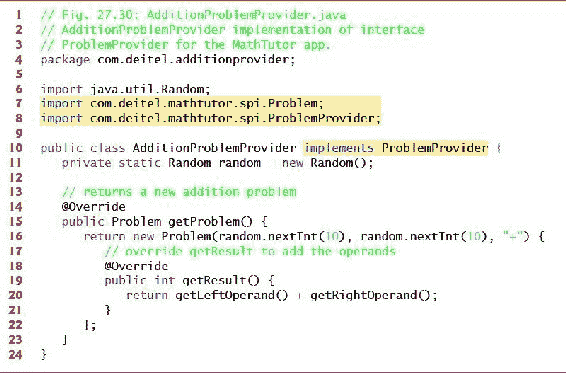 1 // Fig. 27.30: AdditionProblemProvider.java
2 // AdditionProblemProvider implementation of interface
3 // ProblemProvider for the MathTutor app.
4 package com.deitel.additionprovider;
5
6 import java.util.Random;
7 import com.deitel.mathtutor.spi.Problem;
8 import com.deitel.mathtutor.spi.ProblemProvider;
9
10 public class AdditionProblemProvider implements ProblemProvider {
11 private static Random random = new Random();
12
13 // returns a new addition problem
14 @Override
15 public Problem getProblem() {
16 return new Problem(random.nextInt(10), random.nextInt(10), "+") {
17 // override getResult to add the operands
18 @Override
19 public int getResult() {
20 return getLeftOperand() + getRightOperand();
21 }
22 };
23 }
24 }